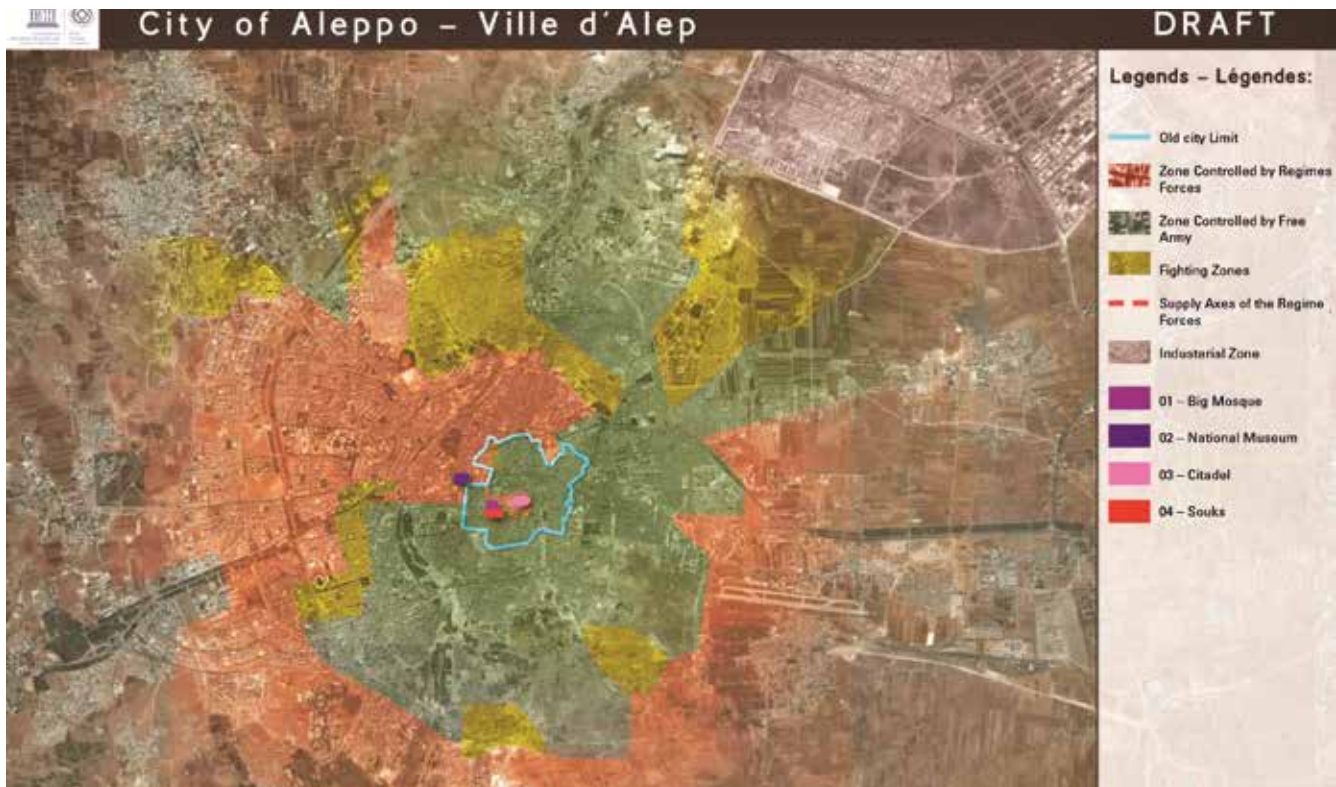 City of Aleppo – Ville d'Alep
DRAFT
Legends – Légendes:
Old city Limit
Zone Controlled by Regimes
Forces
Zone Controlled by Free
Army
Fighting Zones
Supply Axes of the Regime
Forces
Industarial Zone
01 – Big Mosque
02 – National Museum
03 – Citadel
04 – Souks